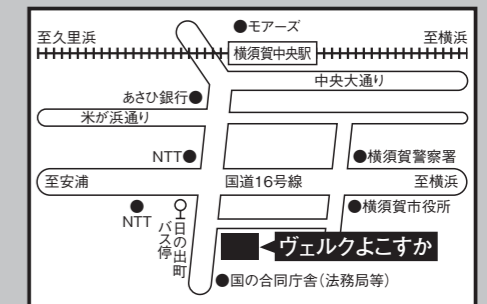 ●モアーズ
至久里浜
至横浜
横須賀中央駅
中央大通り
あさひ銀行●
米が浜通り
NTT●
●横須賀警察署
至安浦
国道16号線
至横浜
●
NTT
日の出町
バス停
●横須賀市役所
ヴェルクよこすか
●国の合同庁舎(法務局等)